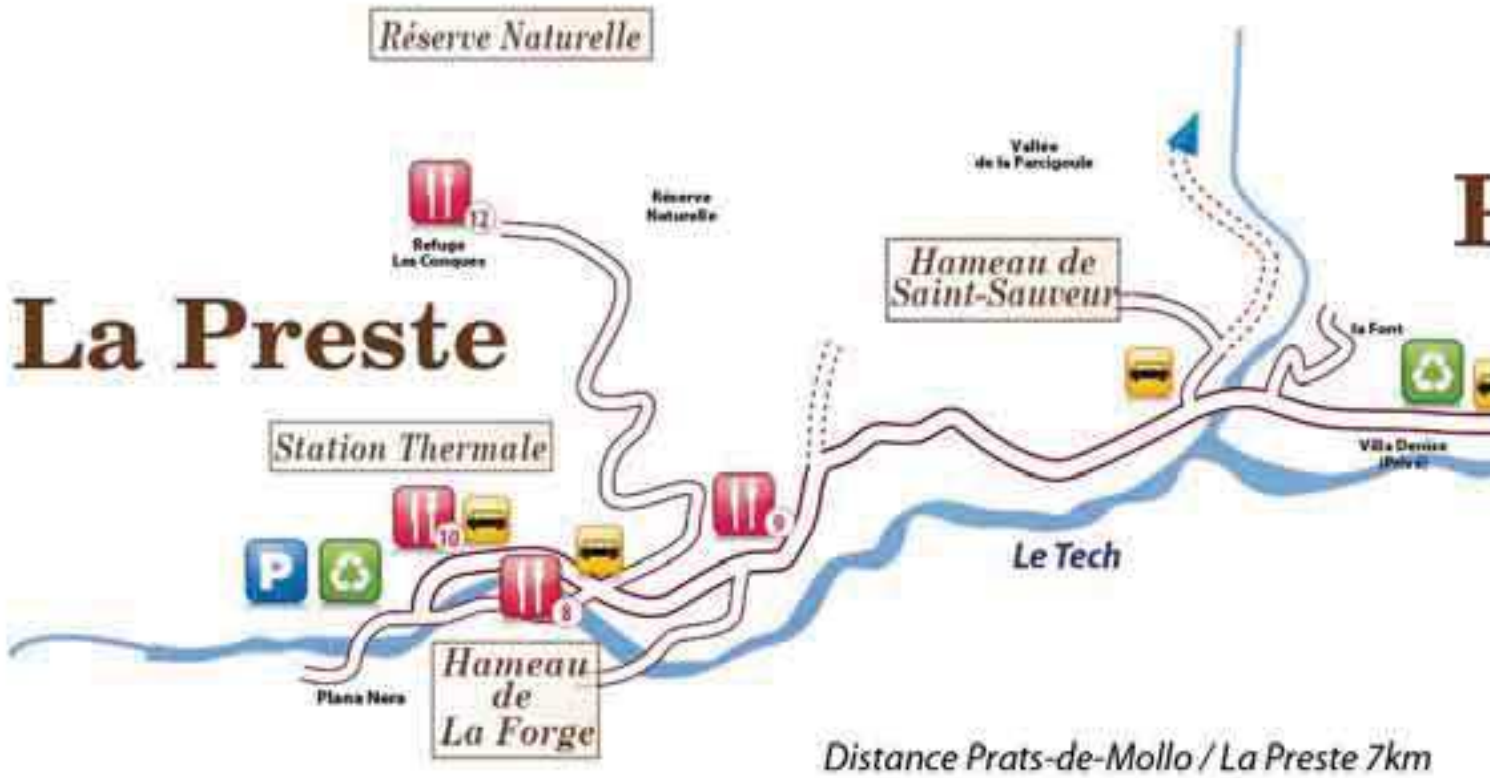 Réserve Naturelle
Vallée
de la Parcigoule
12
Réserve
Naturelle
Refuge
Les Conques
Hameau de
Saint-Sauveur
La Preste
la Font
Station Thermale
Villa Denise
(Privé)
9
10
P
Le Tech
8
Hameau
de
La Forge
Plana Nera
Distance Prats-de-Mollo / La Preste 7km